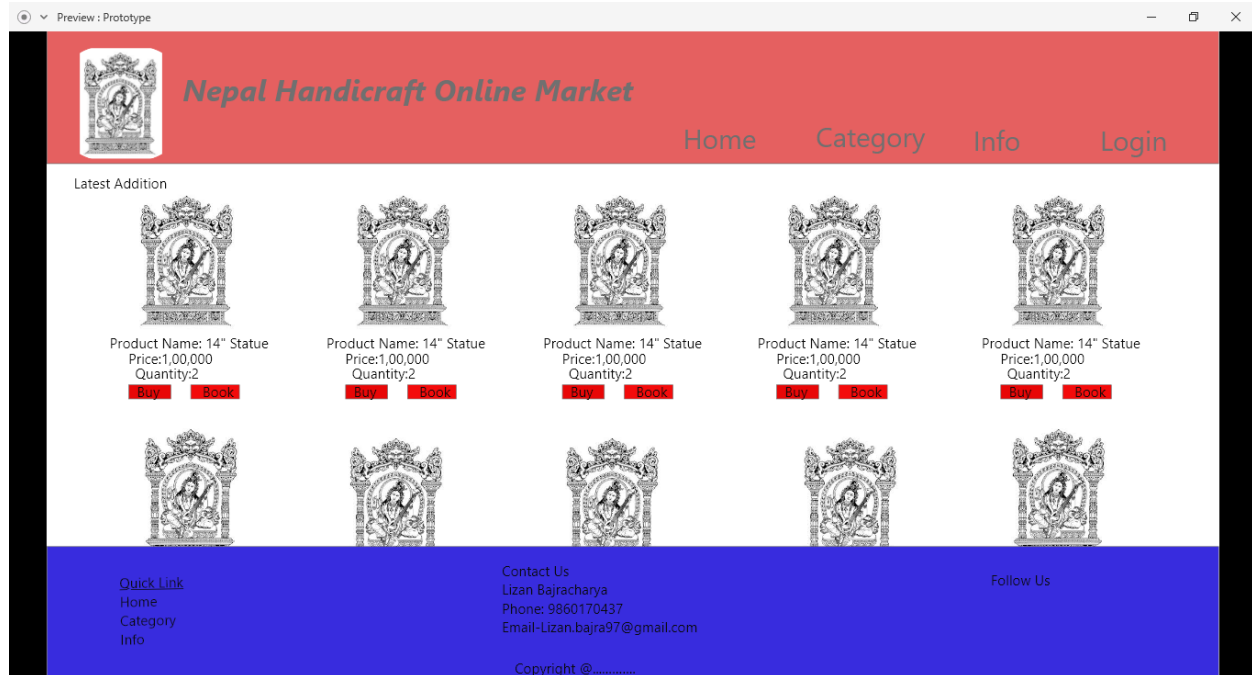 Preview : Prototype
Nepal Handicraft Online Market
Home Category Info Login
Latest Addition
Product Name: 14" Statue Product Name: 14" Statue Product Name: 14" Statue Product Name: 14" Statue Product Name: 14" Statue
Price:1,00,000 Price:1,00,000 Price:1,00,000 Price:1,00,000 Price:1,00,000
Quantity:2 Quantity:2 Quantity:2 Quantity:2 Quantity:2
Buy Book Buy Book Buy Book Buy Book Buy Book
Quick Link
Home
Category
Info
Contact Us
Lizan Bajracharya
Phone: 9860170437
Email-Lizan.bajra97@gmail.com
Copyright @.............
Follow Us